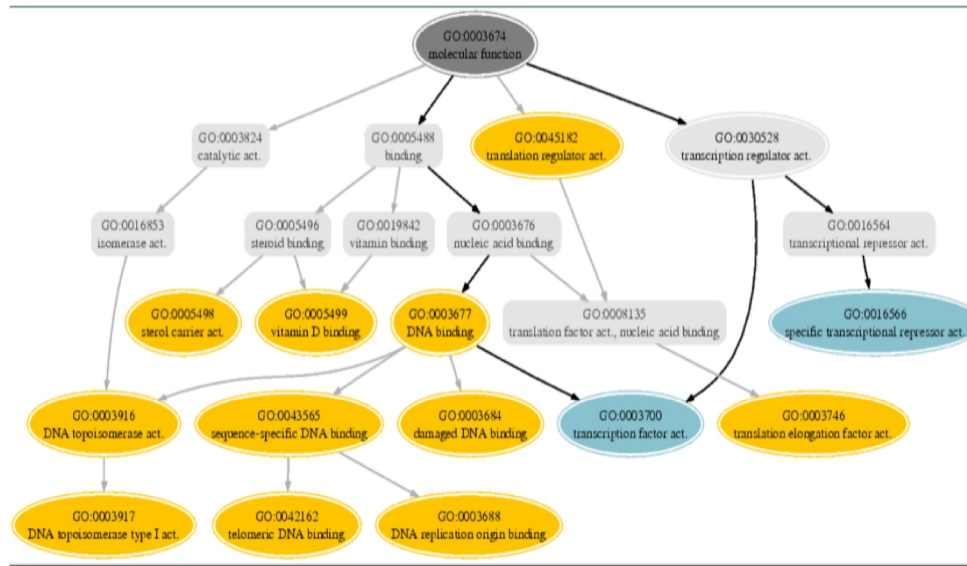 GO:0003674
molecular function
GO:0003824
catalytic act.
GO:0005488
binding
GO:0045182
translation regulator act.
GO:0030528
transcription regulator act.
GO:0016853
isomerase act.
GO:0005496
steroid binding
GO:0019842
vitamin binding
GO:0003676
nucleic acid binding
GO:0016564
transcriptional repressor act.
GO:0005498
sterol carrier act.
GO:0005499
vitamin D binding
GO:0003677
DNA binding
GO:0008135
translation factor act., nucleic acid binding
GO:0016566
specific transcriptional repressor act.
GO:0003916
DNA topoisomerase act.
GO:0043565
sequence-specific DNA binding
GO:0003684
damaged DNA binding
GO:0003700
transcription factor act.
GO:0003746
translation elongation factor act.
GO:0003917
DNA topoisomerase type I act.
GO:0042162
telomeric DNA binding
GO:0003688
DNA replication origin binding